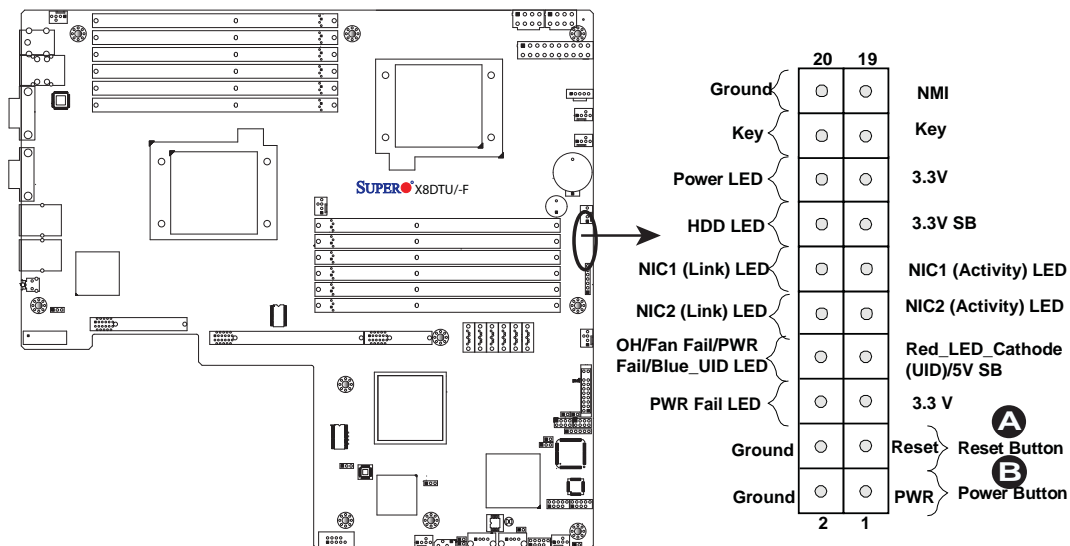 SUPER X8DTU/-F
20 19
Ground NMI
Key Key
Power LED 3.3V
HDD LED 3.3V SB
NIC1 (Link) LED NIC1 (Activity) LED
NIC2 (Link) LED NIC2 (Activity) LED
OH/Fan Fail/PWR
Fail/Blue_UID LED
Red_LED_Cathode
(UID)/5V SB
PWR Fail LED 3.3 V
A
Ground Reset Reset Button
B
Ground PWR Power Button
2 1